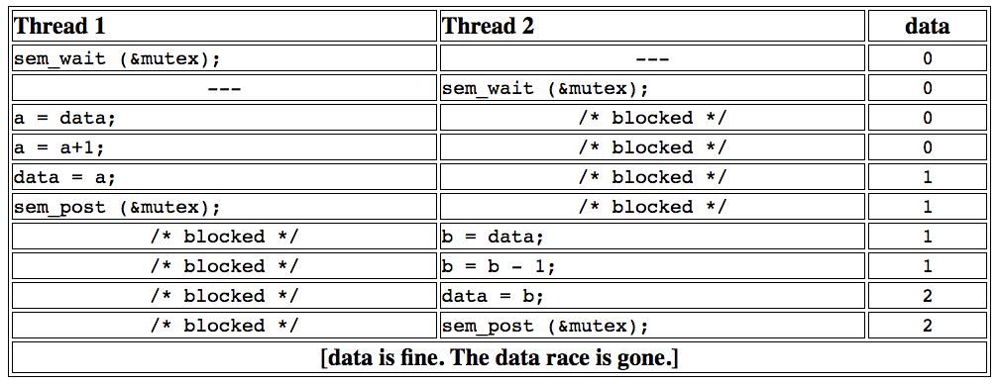 Thread 1 Thread 2 data
sem_wait (&mutex); --- 0
--- sem_wait (&mutex); 0
a = data; /* blocked */ 0
a = a+1; /* blocked */ 0
data = a; /* blocked */ 1
sem_post (&mutex); /* blocked */ 1
/* blocked */ b = data; 1
/* blocked */ b = b - 1; 1
/* blocked */ data = b; 2
/* blocked */ sem_post (&mutex); 2
[data is fine. The data race is gone.]